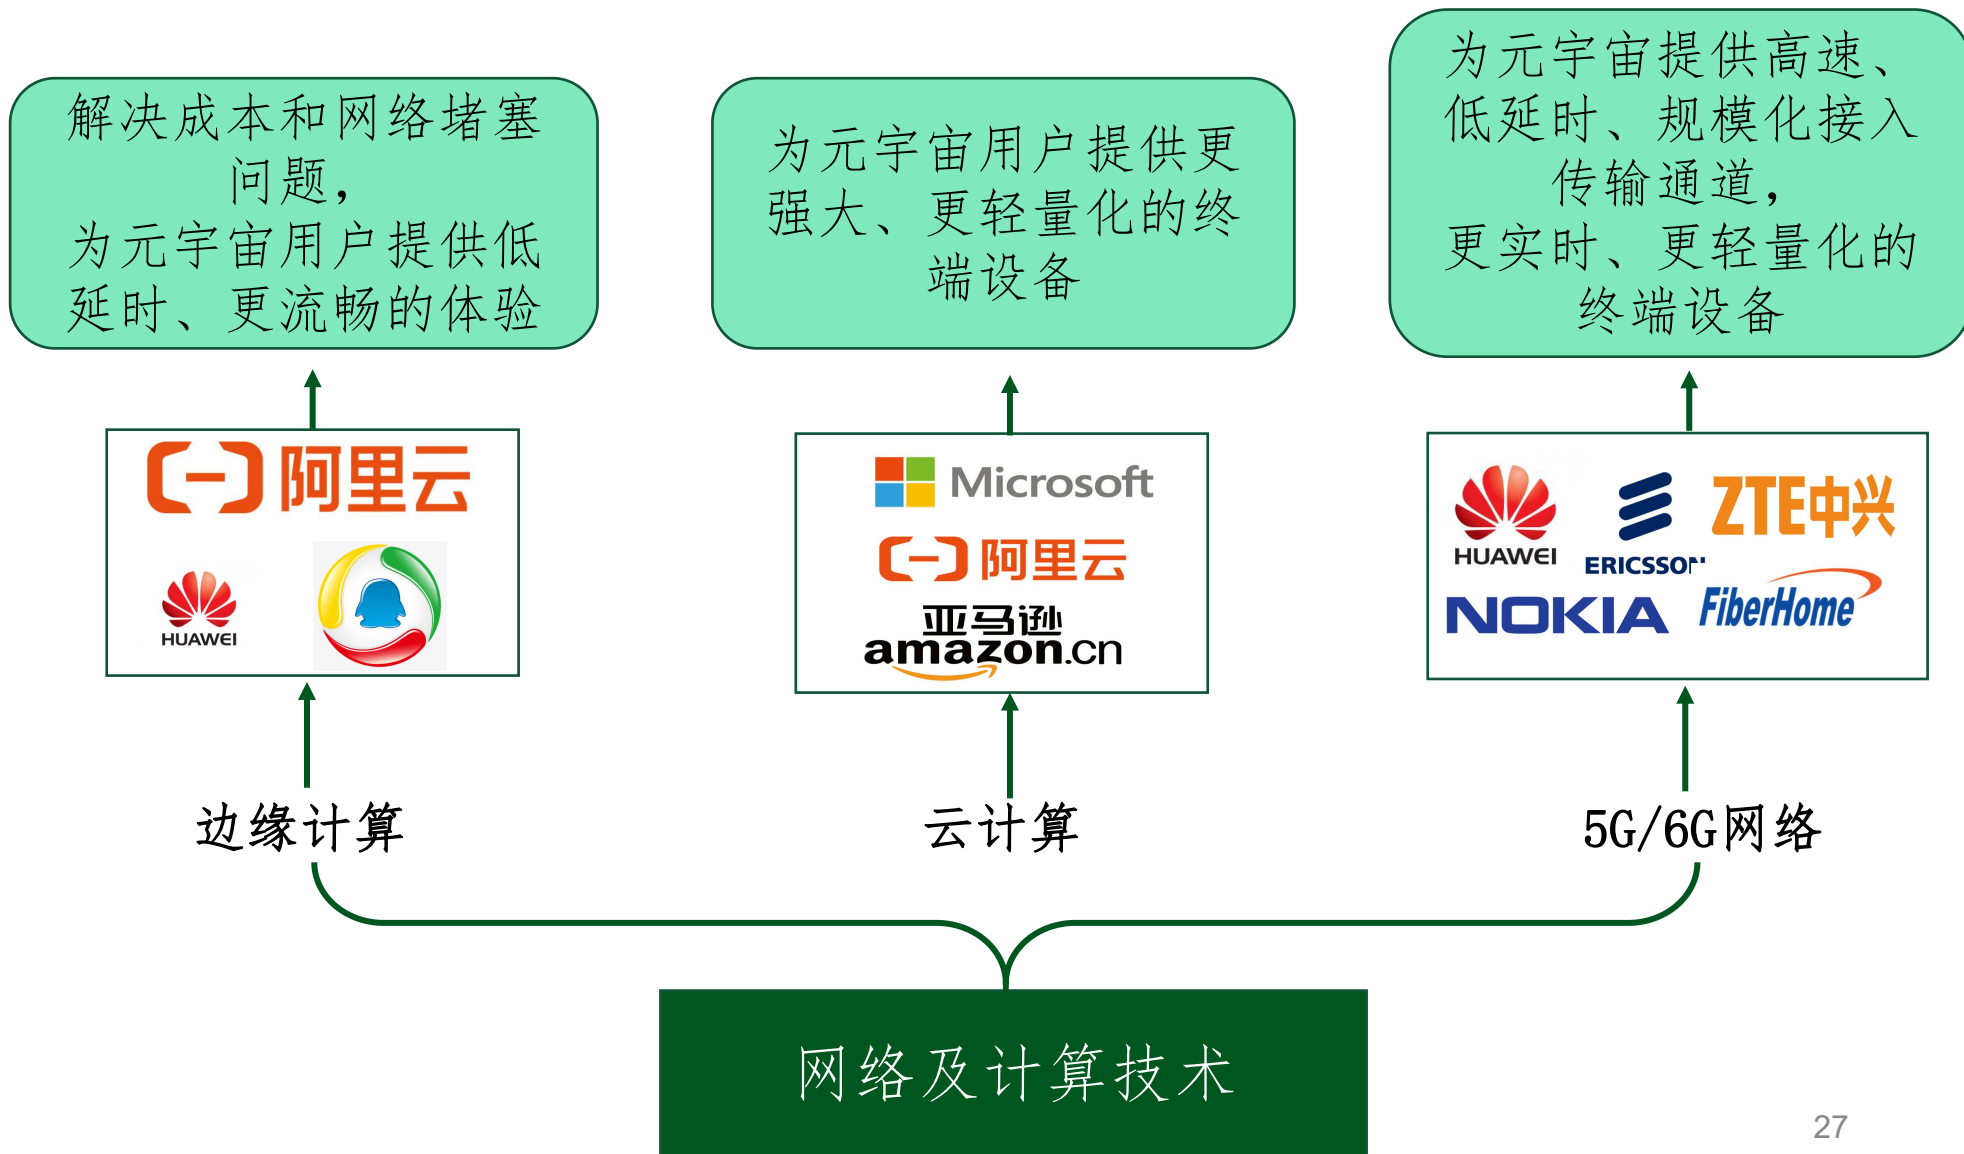 解决成本和网络堵塞
问题，
为元宇宙用户提供低
延时、更流畅的体验
为元宇宙用户提供更
强大、更轻量化的终
端设备
为元宇宙提供高速、
低延时、规模化接入
传输通道，
更实时、更轻量化的
终端设备
阿里云
HUAWEI
Microsoft
阿里云
亚马逊
amazon.cn
HUAWEI
ERICSSON
ZTE中兴
NOKIA
FiberHome
边缘计算
云计算
5G/6G网络
网络及计算技术
27